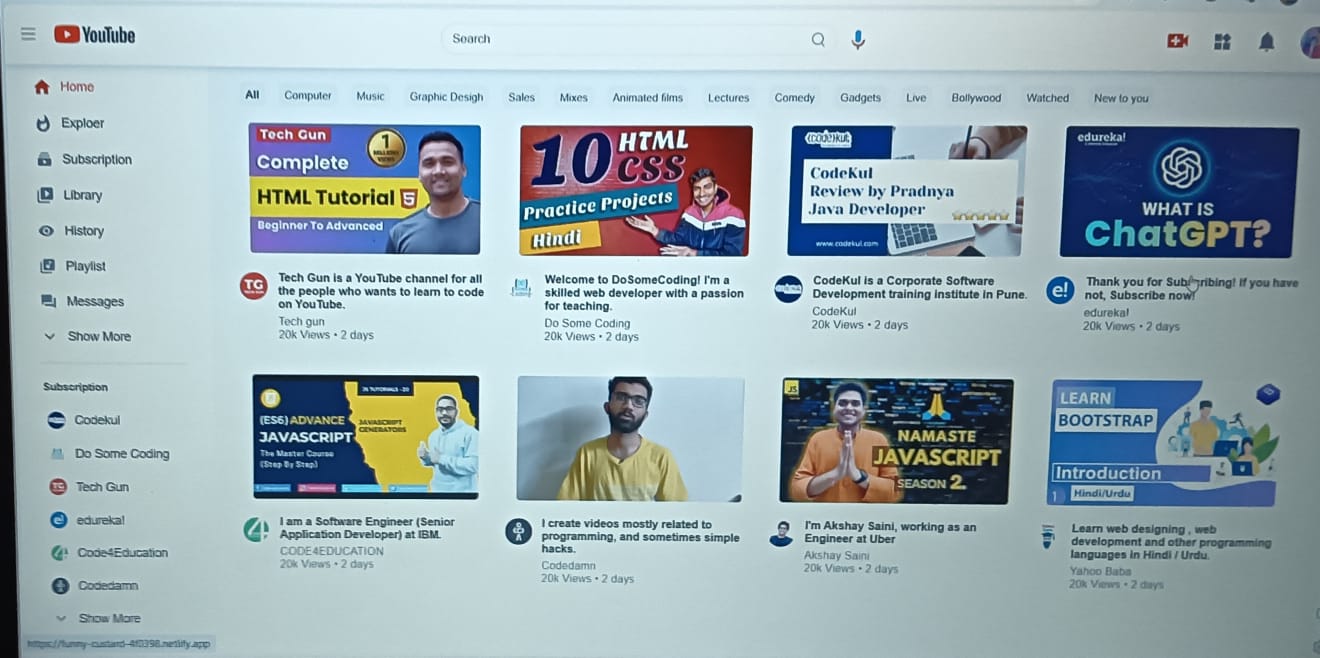 YouTube
Search
Home
Exploer
Subscription
Library
History
Playlist
Messages
Show More
Subscription
Codekul
Do Some Coding
Tech Gun
edureka!
Code4Education
Codedamn
Show More
All Computer Music Graphic Desigh Sales Mixes Animated films Lectures Comedy Gadgets Live Bollywood Watched New to you
Tech Gun
1
Complete
HTML Tutorial 5
Beginner To Advanced
TG
Tech Gun is a YouTube channel for all
the people who wants to learn to code
on YouTube.
Tech gun
20k Views • 2 days
10 HTML
CSS
Practice Projects
Hindi
Welcome to DoSomeCoding! I'm a
skilled web developer with a passion
for teaching.
Do Some Coding
20k Views • 2 days
{code}kul
CodeKul
Review by Pradnya
Java Developer
www.codekul.com
CodeKul is a Corporate Software
Development training institute in Pune.
CodeKul
20k Views • 2 days
edureka!
WHAT IS
ChatGPT?
e!
Thank you for Subscribing! If you have
not, Subscribe now!
edureka!
20k Views • 2 days
JS TUTORIALS - 20
(ES6) ADVANCE
JAVASCRIPT
The Master Course
(Step By Step)
JAVASCRIPT
GENERATORS
I am a Software Engineer (Senior
Application Developer) at IBM.
CODE4EDUCATION
20k Views • 2 days
I create videos mostly related to
programming, and sometimes simple
hacks.
Codedamn
20k Views • 2 days
JS
NAMASTE
JAVASCRIPT
SEASON 2.
I'm Akshay Saini, working as an
Engineer at Uber
Akshay Saini
20k Views • 2 days
LEARN
BOOTSTRAP
Introduction
1 Hindi/Urdu
Learn web designing , web
development and other programming
languages in Hindi / Urdu.
Yahoo Baba
20k Views • 2 days
https://funny-custard-4f0398.netlify.app